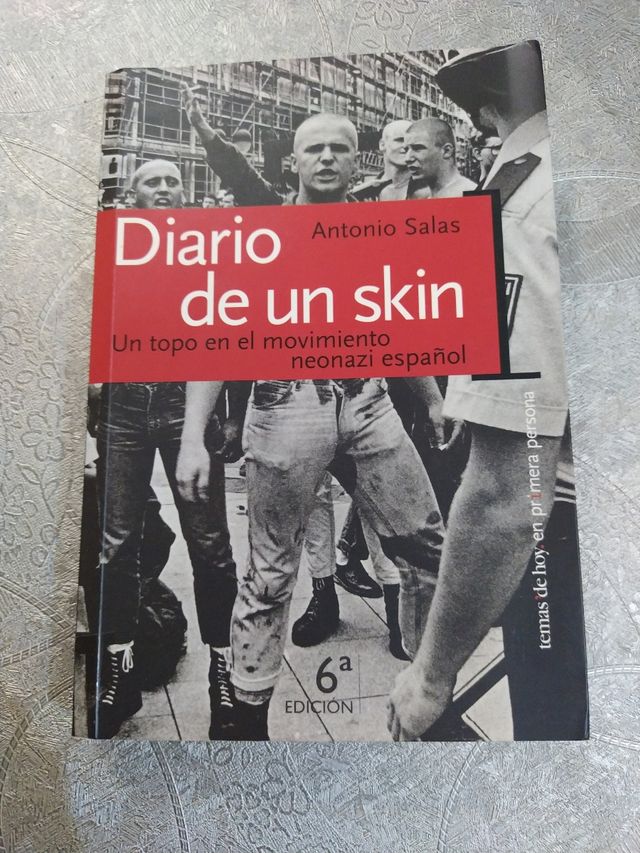 Antonio Salas
Diario
de un skin
Un topo en el movimiento
neonazi español
temas de hoy. en primera persona
6ª
EDICIÓN